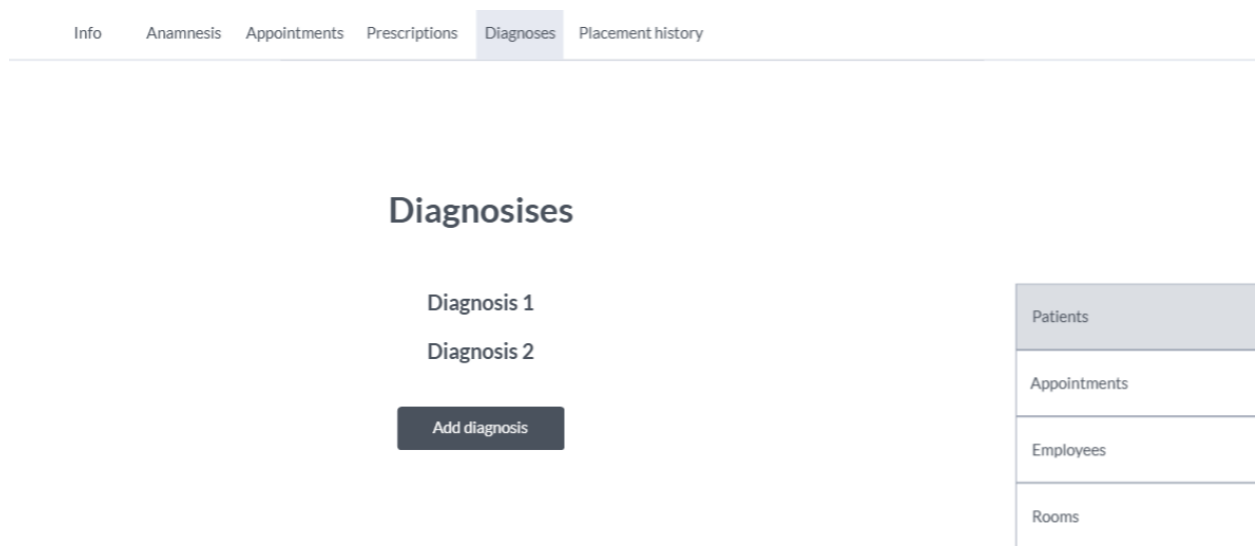 Info Anamnesis Appointments Prescriptions Diagnoses Placement history
Diagnosises
Diagnosis 1
Diagnosis 2
Add diagnosis
Patients
Appointments
Employees
Rooms